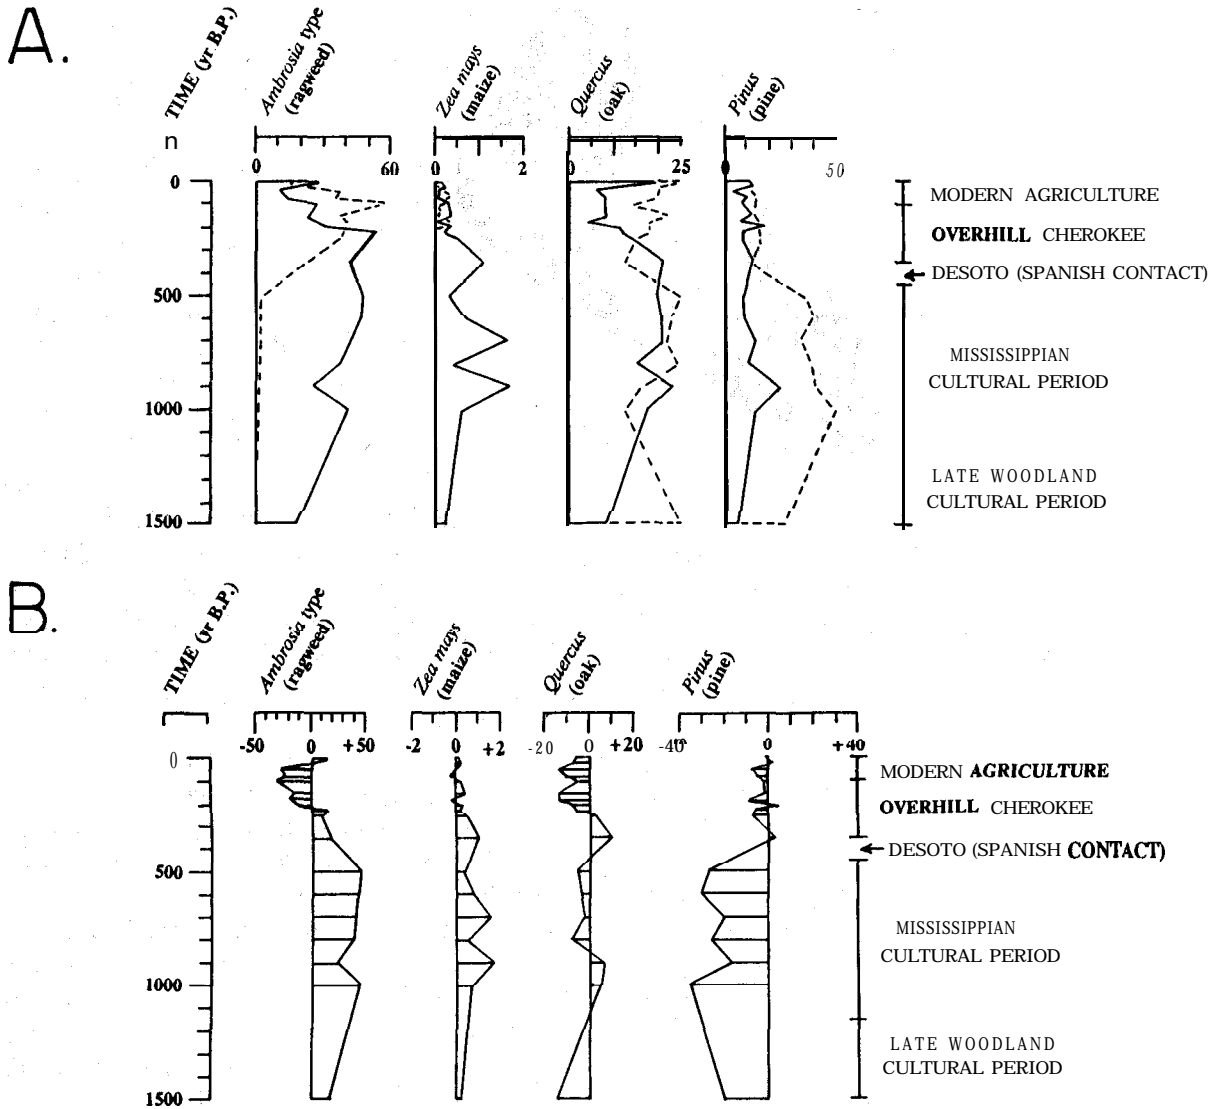 A.
TIME (yr B.P.)
Ambrosia type
(ragweed)
Zea mays
(maize)
Quercus
(oak)
Pinus
(pine)
n
0 60 0 2 0 25 0 50
0
500
1000
1500
MODERN AGRICULTURE
OVERHILL CHEROKEE
DESOTO (SPANISH CONTACT)
MISSISSIPPIAN
CULTURAL PERIOD
LATE WOODLAND
CULTURAL PERIOD
B.
TIME (yr B.P.)
Ambrosia type
(ragweed)
Zea mays
(maize)
Quercus
(oak)
Pinus
(pine)
-50 0 +50 -2 0 +2 -20 0 +20 -40 0 +40
0
500
1000
1500
MODERN AGRICULTURE
OVERHILL CHEROKEE
DESOTO (SPANISH CONTACT)
MISSISSIPPIAN
CULTURAL PERIOD
LATE WOODLAND
CULTURAL PERIOD